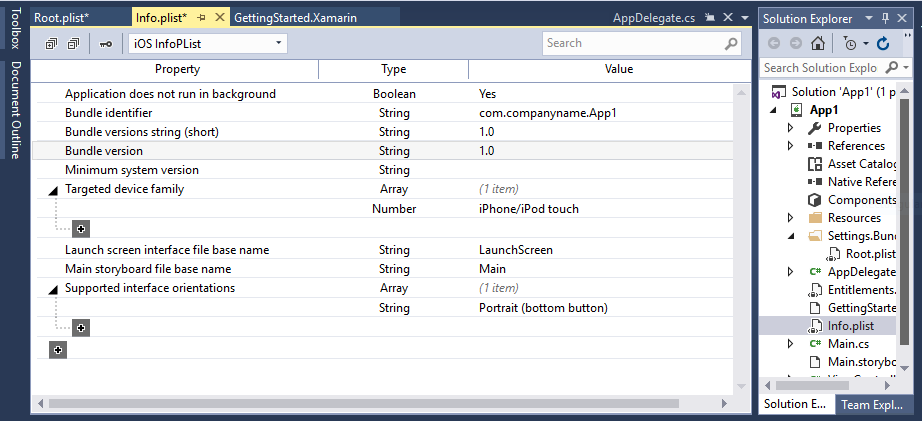 Toolbox
Document Outline
Root.plist*
Info.plist*
GettingStarted.Xamarin
AppDelegate.cs
iOS InfoPList
Search
Property Type Value
Application does not run in background Boolean Yes
Bundle identifier String com.companyname.App1
Bundle versions string (short) String 1.0
Bundle version String 1.0
Minimum system version String
Targeted device family Array (1 item)
Number iPhone/iPod touch
Launch screen interface file base name String LaunchScreen
Main storyboard file base name String Main
Supported interface orientations Array (1 item)
String Portrait (bottom button)
Solution Explorer
Search Solution Explo
Solution 'App1' (1 p
App1
Properties
References
Asset Catalog
Native Refere
Components
Resources
Settings.Bund
Root.plist
C# AppDelegate
Entitlements.
GettingStarte
Info.plist
C# Main.cs
Main.storybo
Solution E... Team Expl...